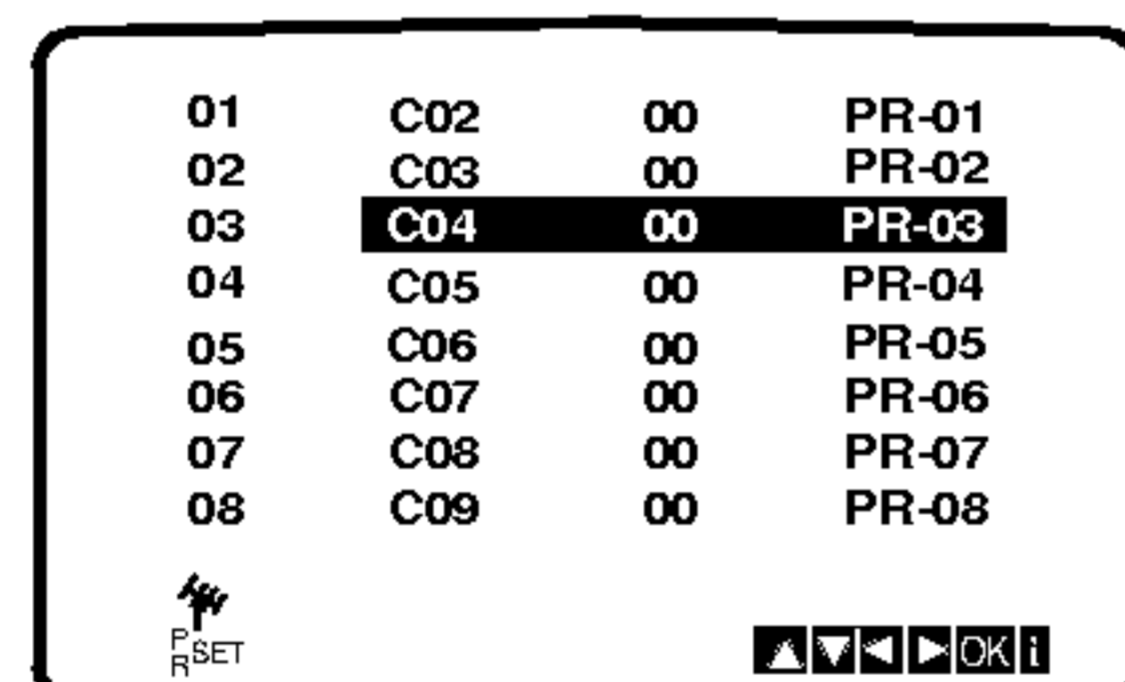 01 C02 00 PR-01
02 C03 00 PR-02
03 C04 00 PR-03
04 C05 00 PR-04
05 C06 00 PR-05
06 C07 00 PR-06
07 C08 00 PR-07
08 C09 00 PR-08
PR SET
OK i